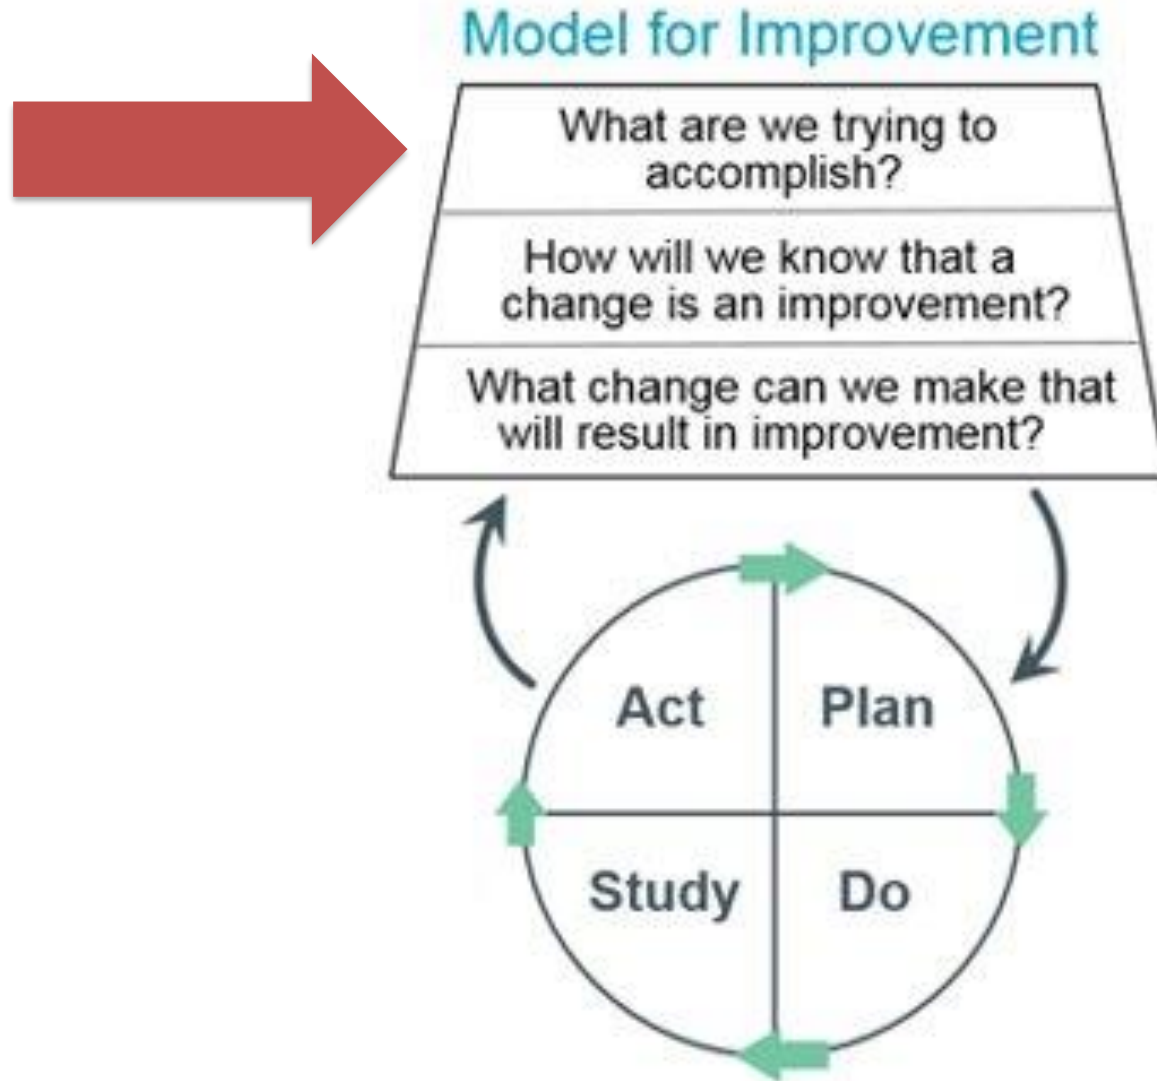 Model for Improvement
What are we trying to
accomplish?
How will we know that a
change is an improvement?
What change can we make that
will result in improvement?
Act
Plan
Study
Do